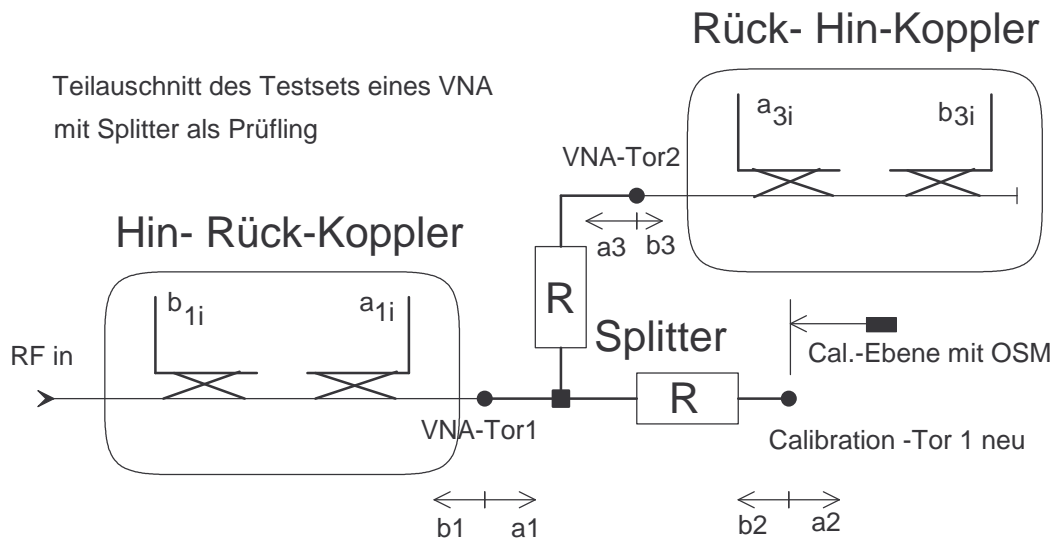 Rück- Hin-Koppler
Teilauschnitt des Testsets eines VNA
mit Splitter als Prüfling
a3i
b3i
VNA-Tor2
a3 b3
Hin- Rück-Koppler
b1i
a1i
R
Splitter
RF in
Cal.-Ebene mit OSM
R
VNA-Tor1
Calibration -Tor 1 neu
b1 a1
b2 a2